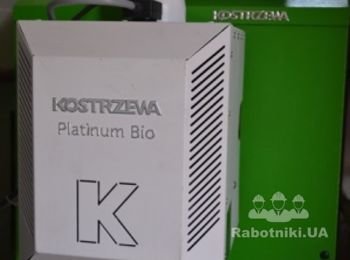 KOSTRZEWA
KOSTRZEWA
Platinum Bio
K
Rabotniki.UA